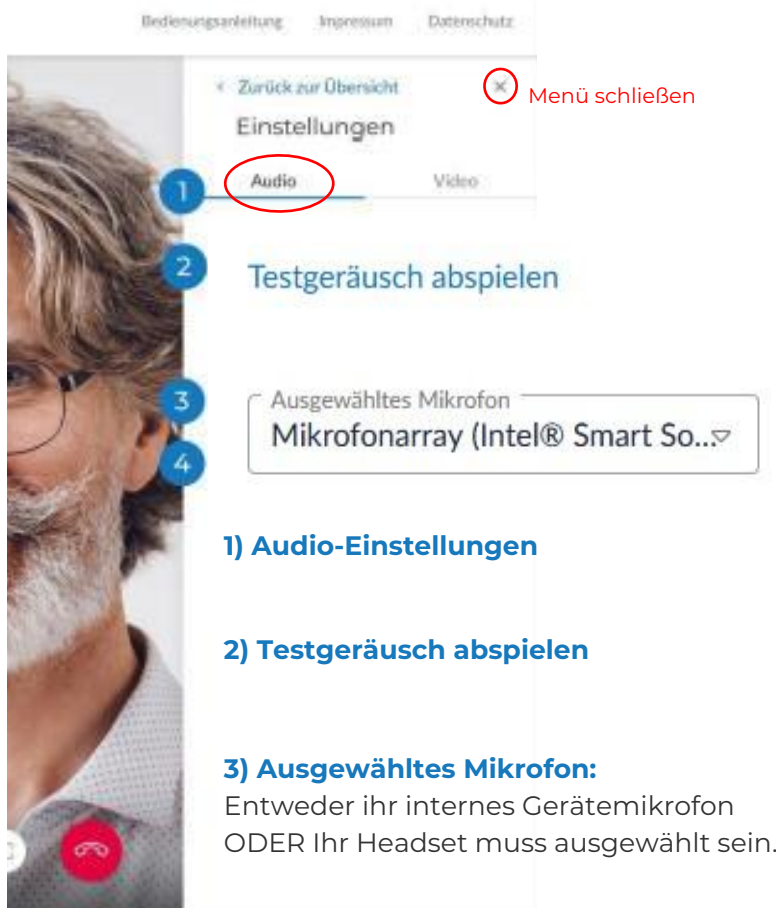 Bedienungsanleitung Impressum Datenschutz
< Zurück zur Übersicht ×
Menü schließen
Einstellungen
1 Audio Video
2 Testgeräusch abspielen
3 Ausgewähltes Mikrofon
4 Mikrofonarray (Intel® Smart So...
1) Audio-Einstellungen
2) Testgeräusch abspielen
3) Ausgewähltes Mikrofon:
Entweder ihr internes Gerätemikrofon
ODER Ihr Headset muss ausgewählt sein.